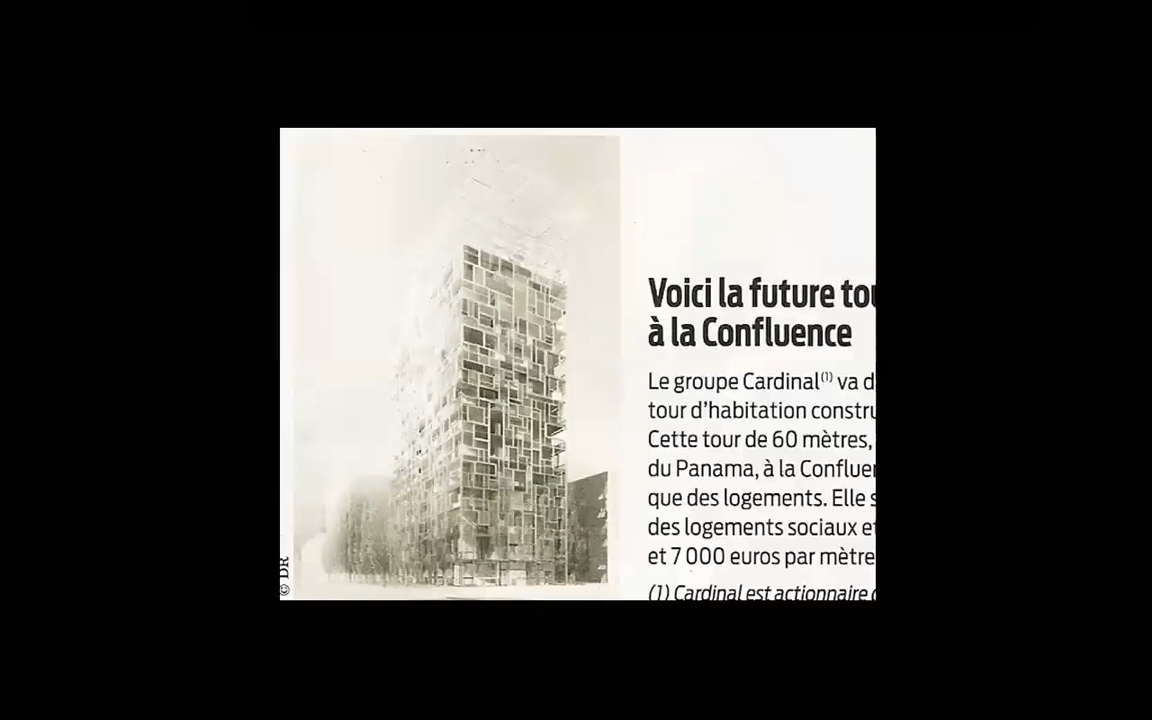 Voici la future tou
à la Confluence
Le groupe Cardinal⁽¹⁾ va d
tour d'habitation constru
Cette tour de 60 mètres,
du Panama, à la Confluen
que des logements. Elle s
des logements sociaux et
et 7 000 euros par mètre
(1) Cardinal est actionnaire d
© DR